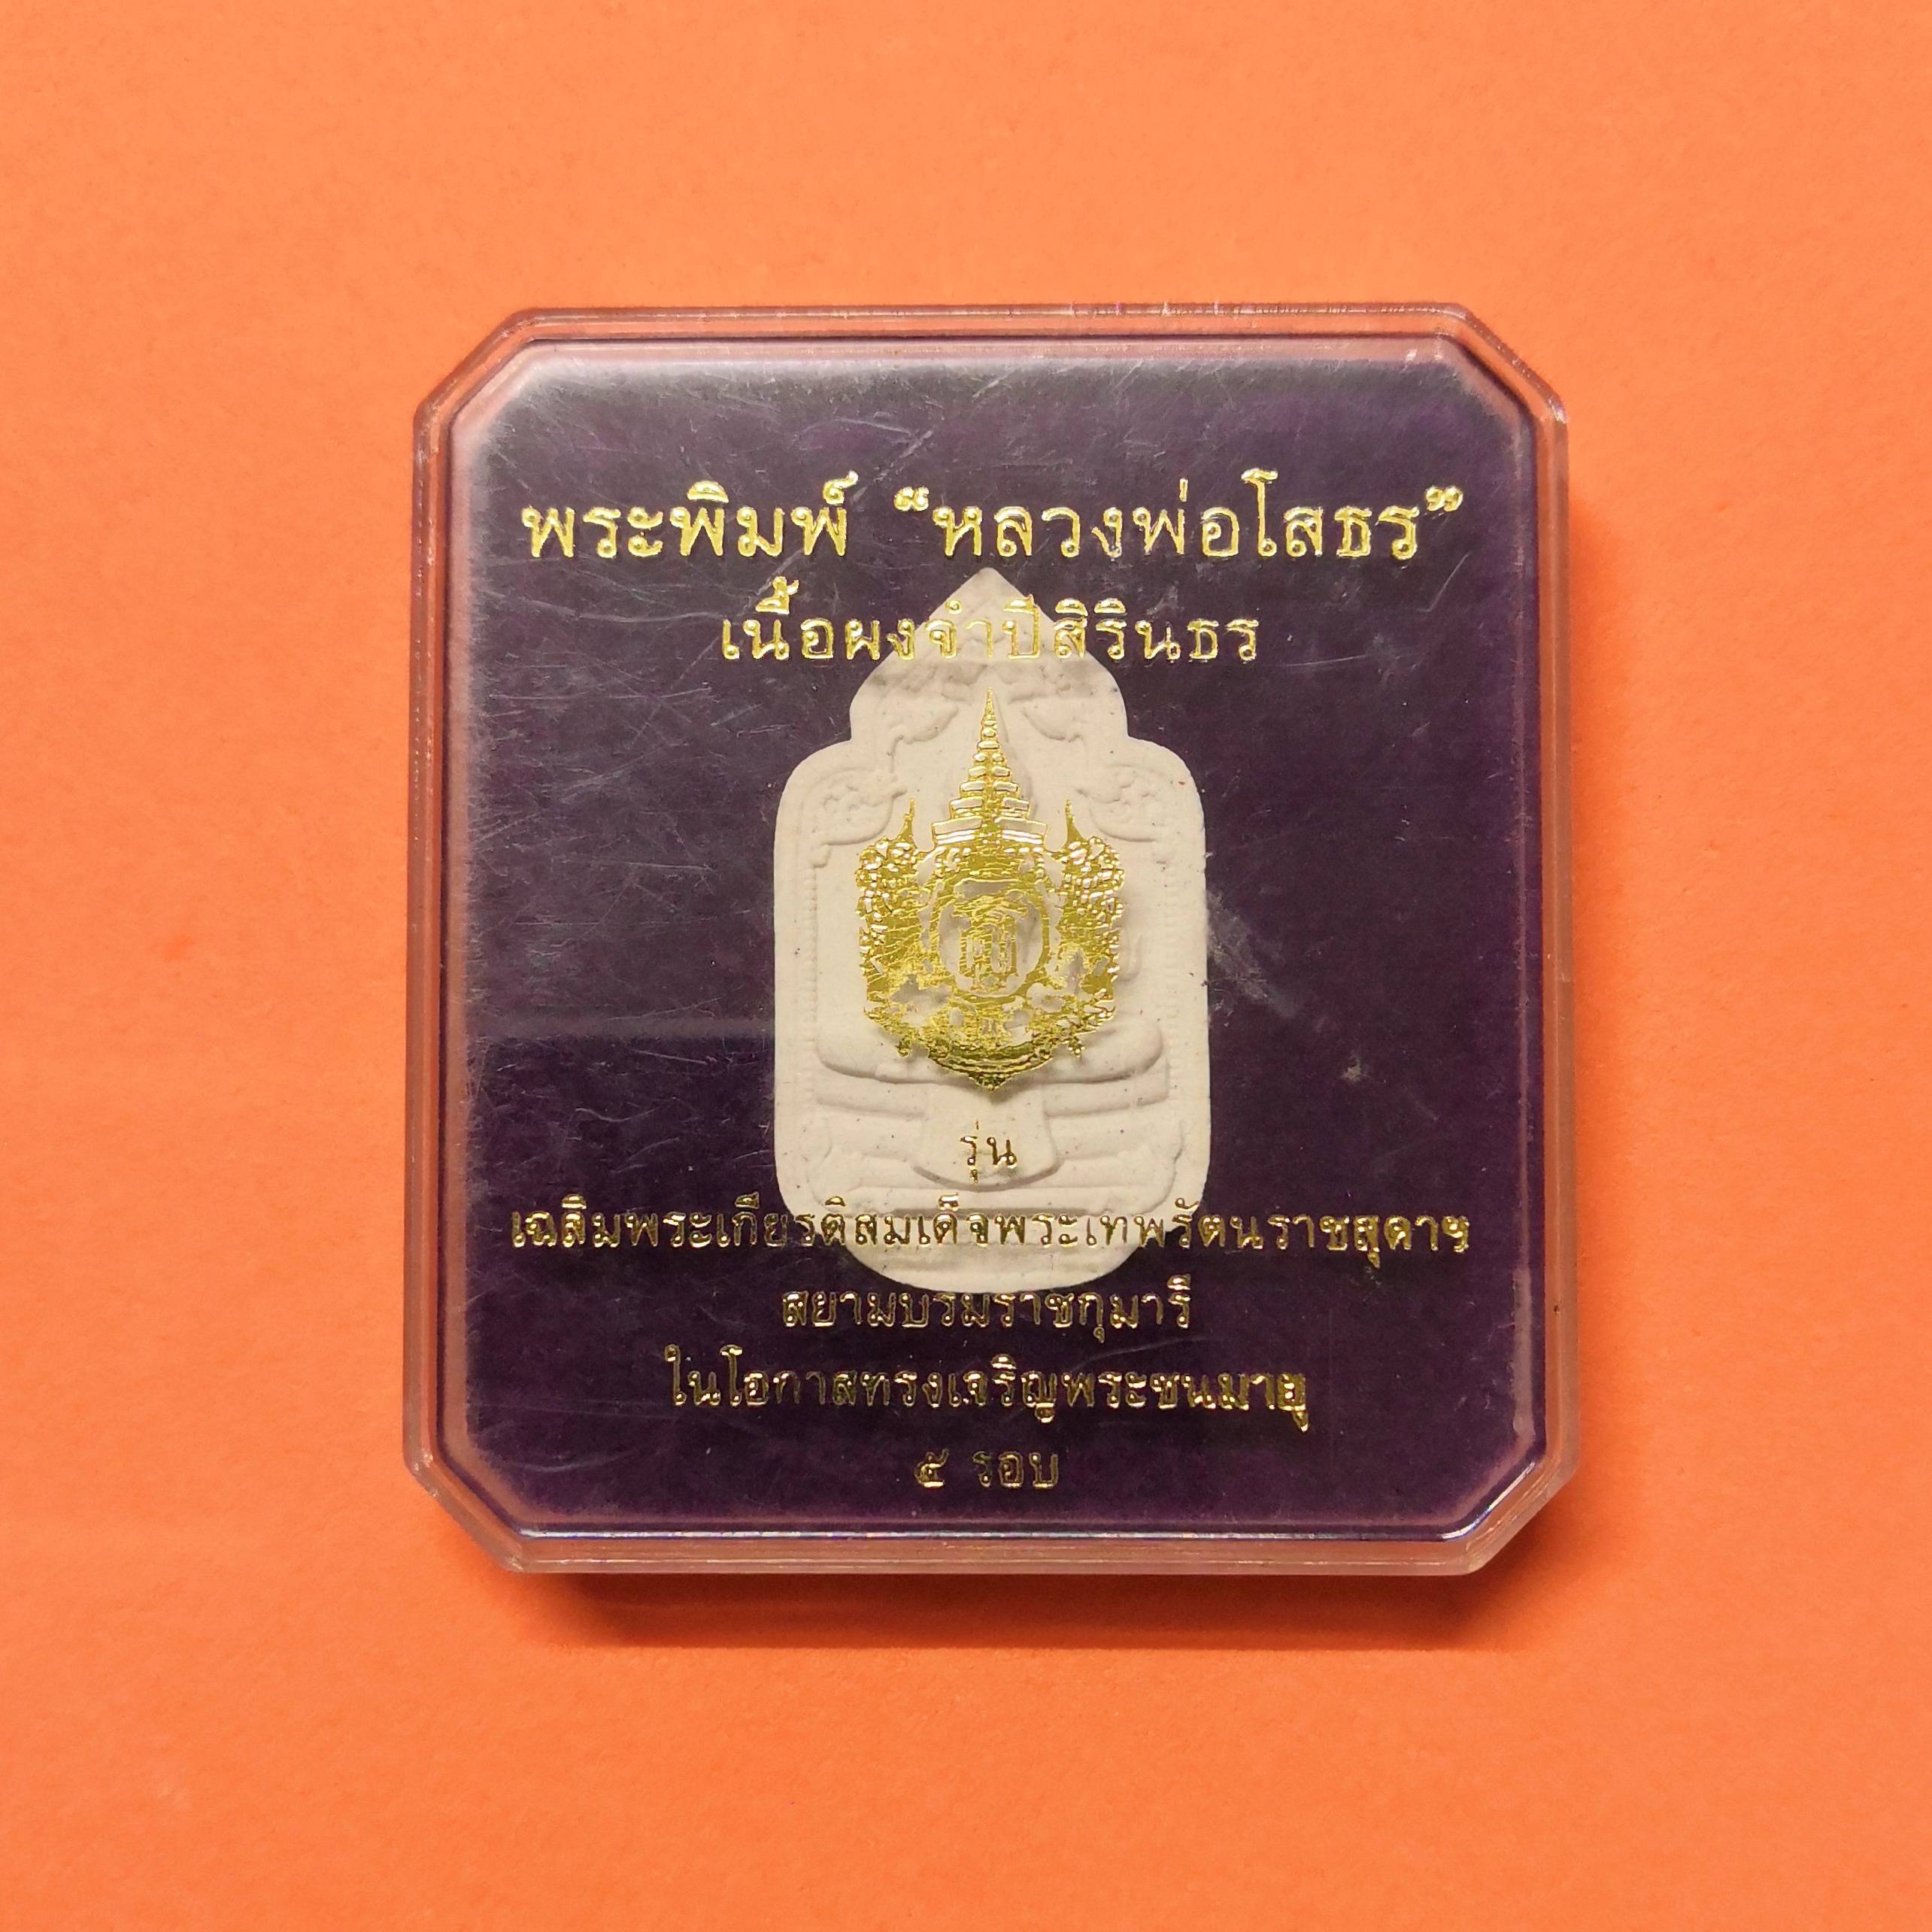 พระพิมพ์ “หลวงพ่อโสธร”
เนื้อผงจำปีสิรินธร
รุ่น
เฉลิมพระเกียรติสมเด็จพระเทพรัตนราชสุดาฯ
สยามบรมราชกุมารี
ในโอกาสทรงเจริญพระชนมายุ
๕ รอบ